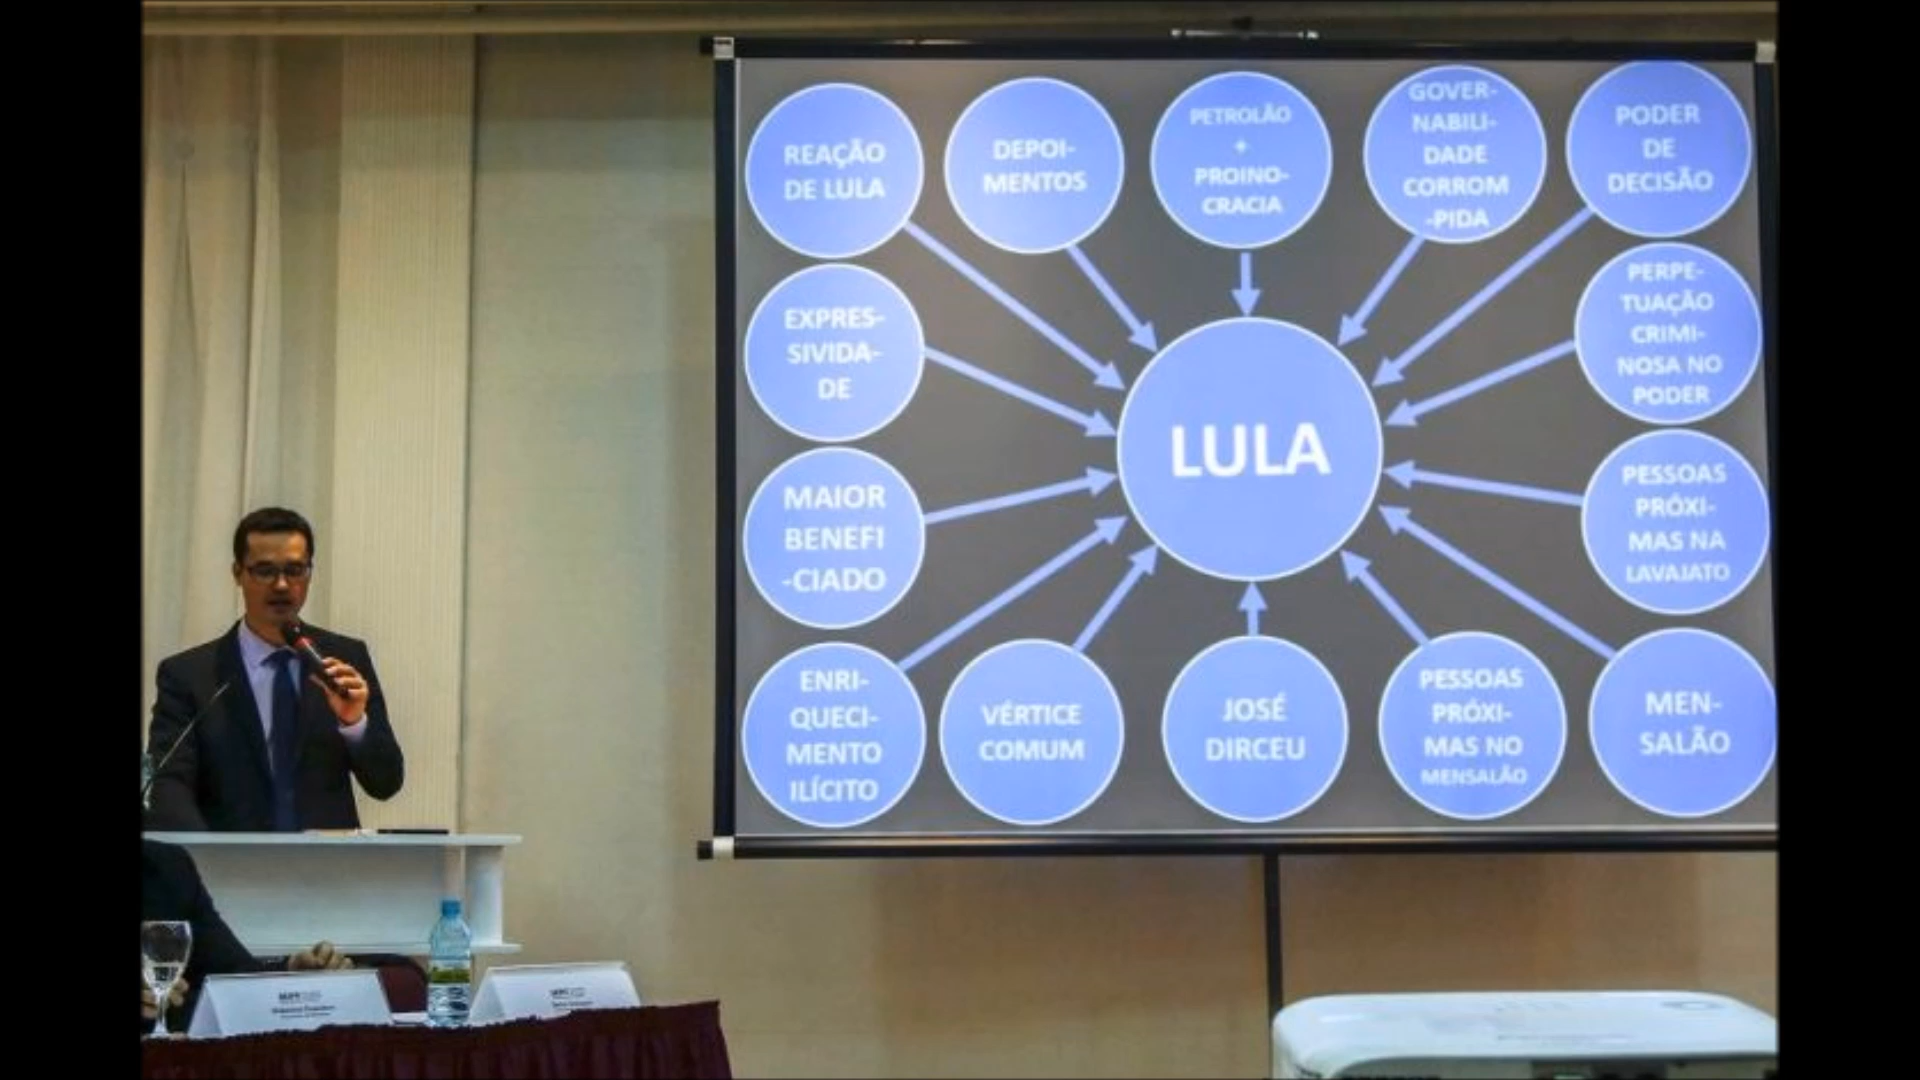 REAÇÃO
DE LULA
DEPOI-
MENTOS
PETROLÃO
+
PROINO-
CRACIA
GOVER-
NABILI-
DADE
CORROM
-PIDA
PODER
DE
DECISÃO
EXPRES-
SIVIDA-
DE
PERPE-
TUAÇÃO
CRIMI-
NOSA NO
PODER
LULA
MAIOR
BENEFI
-CIADO
PESSOAS
PRÓXI-
MAS NA
LAVAJATO
ENRI-
QUECI-
MENTO
ILÍCITO
VÉRTICE
COMUM
JOSÉ
DIRCEU
PESSOAS
PRÓXI-
MAS NO
MENSALÃO
MEN-
SALÃO